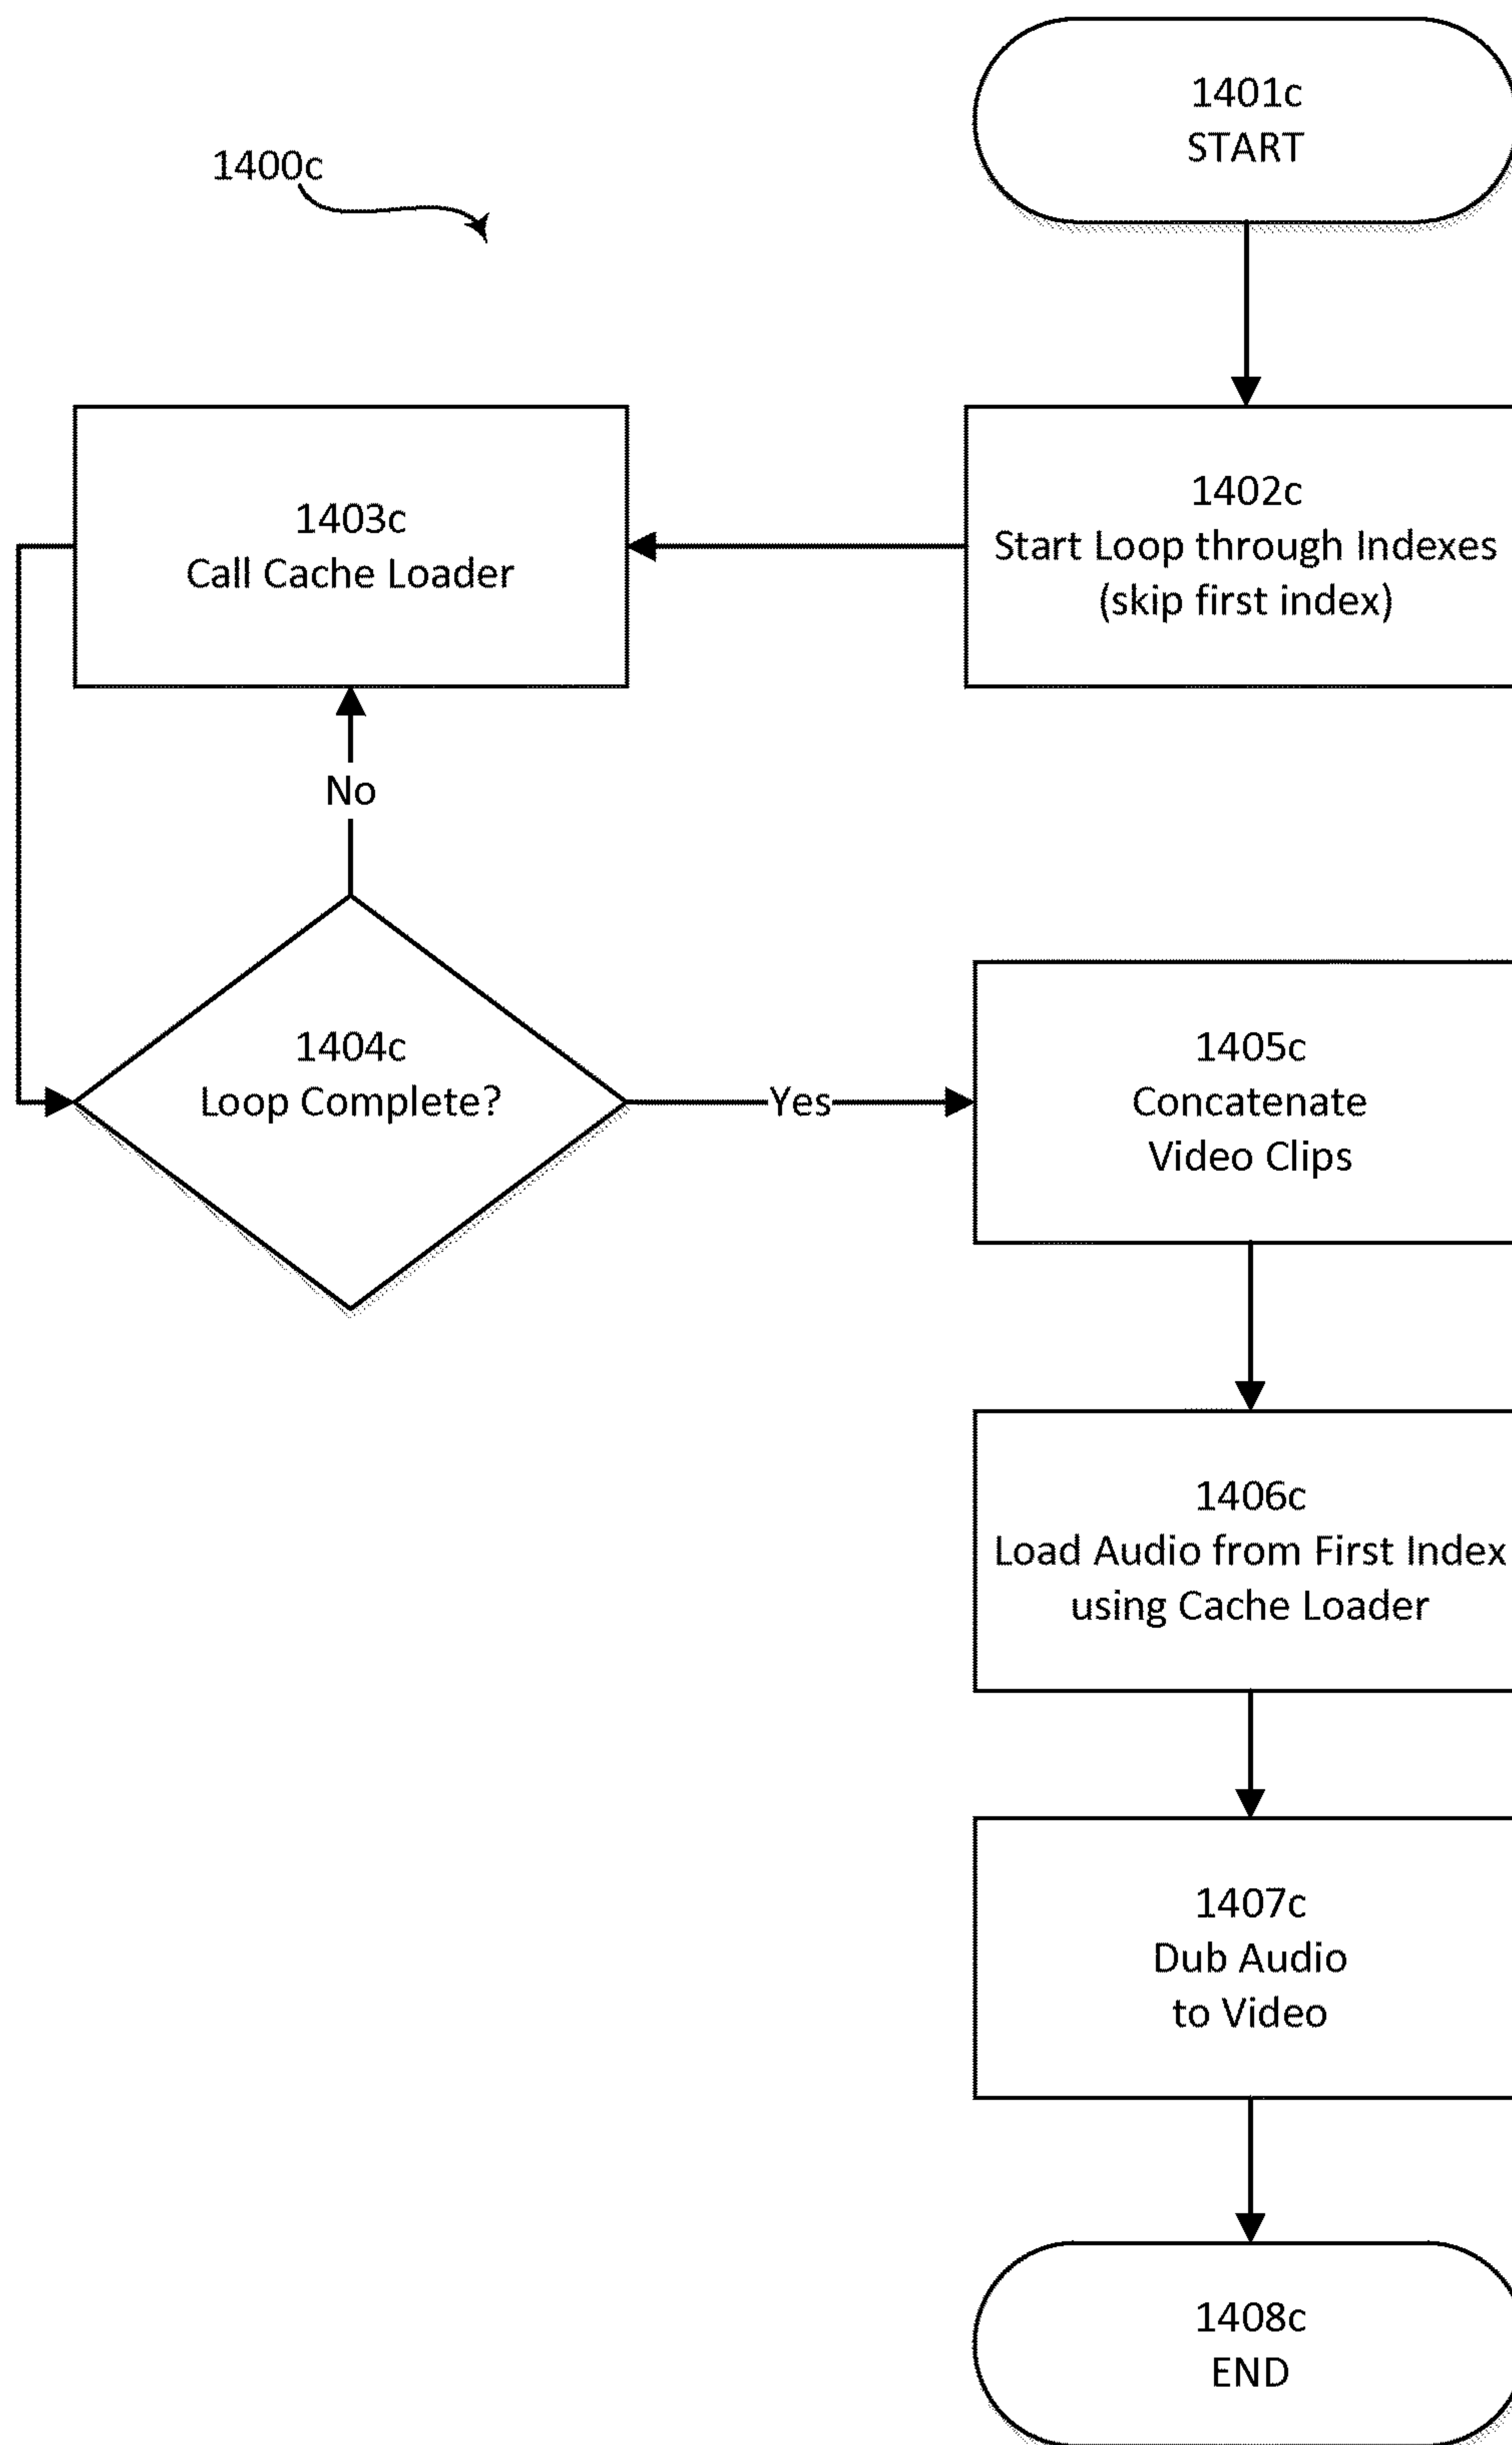 1400c
1401c
START
1402c
Start Loop through Indexes
(skip first index)
1403c
Call Cache Loader
No
1404c
Loop Complete?
Yes
1405c
Concatenate
Video Clips
1406c
Load Audio from First Index
using Cache Loader
1407c
Dub Audio
to Video
1408c
END